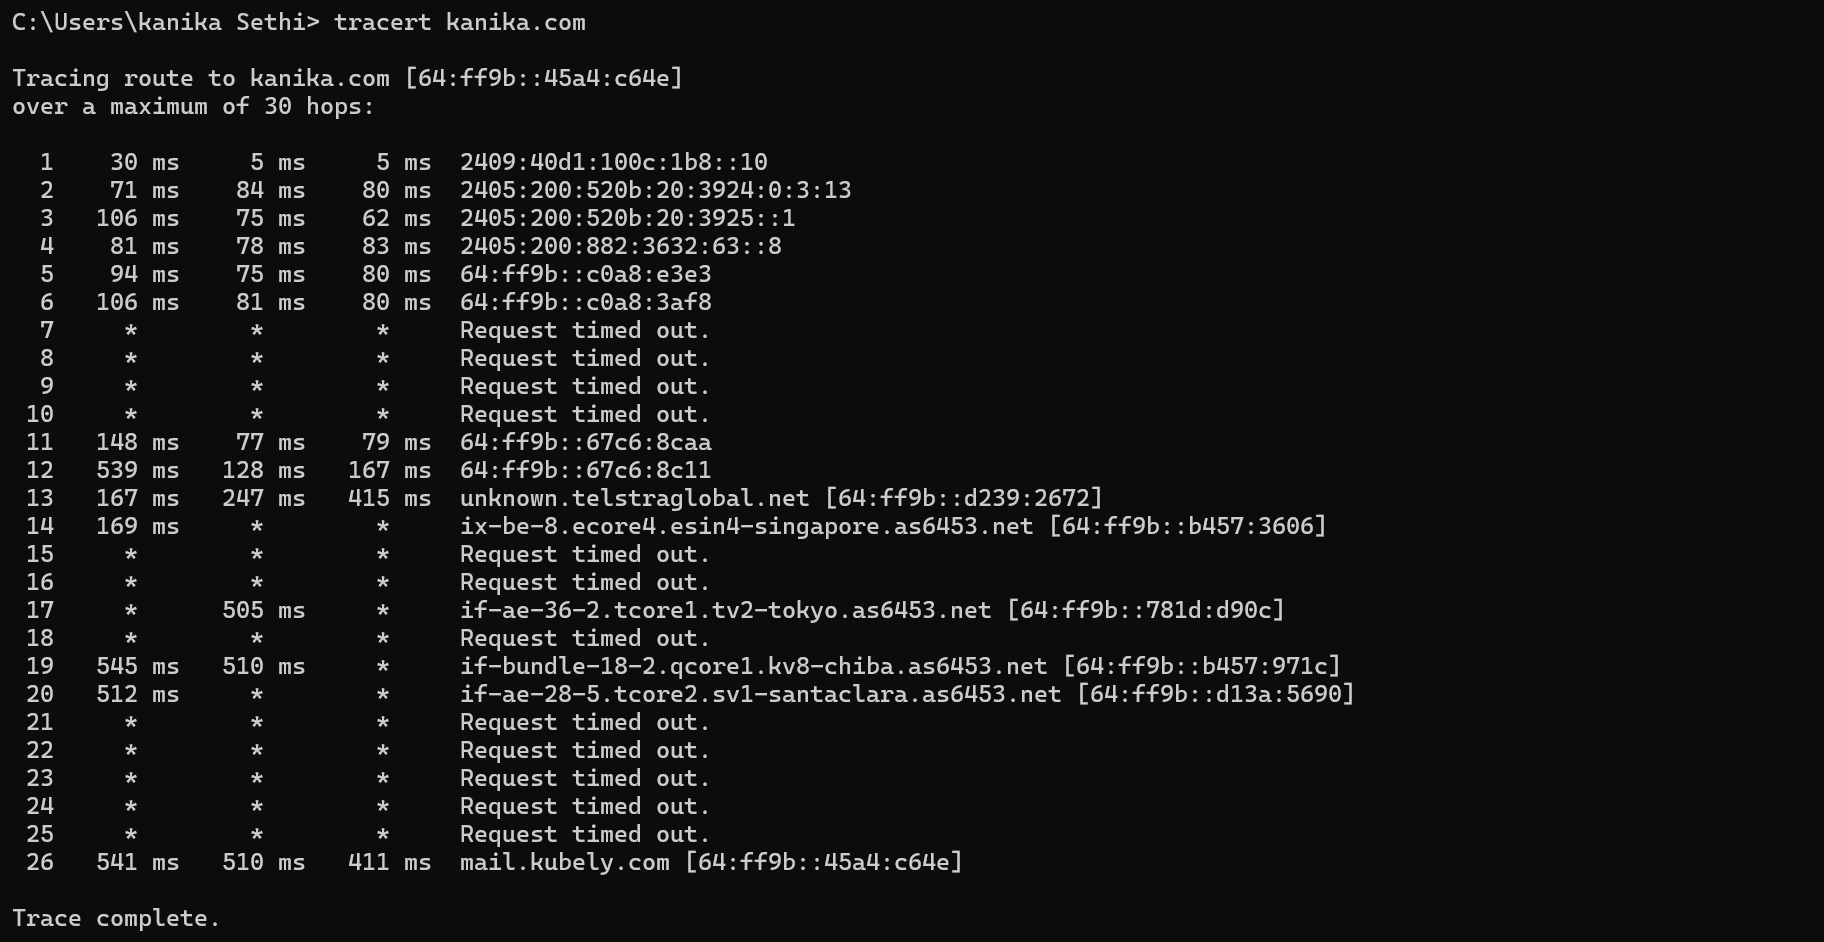 C:\Users\kanika Sethi> tracert kanika.com
Tracing route to kanika.com [64:ff9b::45a4:c64e]
over a maximum of 30 hops:
1 30 ms 5 ms 5 ms 2409:40d1:100c:1b8::10
2 71 ms 84 ms 80 ms 2405:200:520b:20:3924:0:3:13
3 106 ms 75 ms 62 ms 2405:200:520b:20:3925::1
4 81 ms 78 ms 83 ms 2405:200:882:3632:63::8
5 94 ms 75 ms 80 ms 64:ff9b::c0a8:e3e3
6 106 ms 81 ms 80 ms 64:ff9b::c0a8:3af8
7 * * * Request timed out.
8 * * * Request timed out.
9 * * * Request timed out.
10 * * * Request timed out.
11 148 ms 77 ms 79 ms 64:ff9b::67c6:8caa
12 539 ms 128 ms 167 ms 64:ff9b::67c6:8c11
13 167 ms 247 ms 415 ms unknown.telstraglobal.net [64:ff9b::d239:2672]
14 169 ms * * ix-be-8.ecore4.esin4-singapore.as6453.net [64:ff9b::b457:3606]
15 * * * Request timed out.
16 * * * Request timed out.
17 * 505 ms * if-ae-36-2.tcore1.tv2-tokyo.as6453.net [64:ff9b::781d:d90c]
18 * * * Request timed out.
19 545 ms 510 ms * if-bundle-18-2.qcore1.kv8-chiba.as6453.net [64:ff9b::b457:971c]
20 512 ms * * if-ae-28-5.tcore2.sv1-santaclara.as6453.net [64:ff9b::d13a:5690]
21 * * * Request timed out.
22 * * * Request timed out.
23 * * * Request timed out.
24 * * * Request timed out.
25 * * * Request timed out.
26 541 ms 510 ms 411 ms mail.kubely.com [64:ff9b::45a4:c64e]
Trace complete.